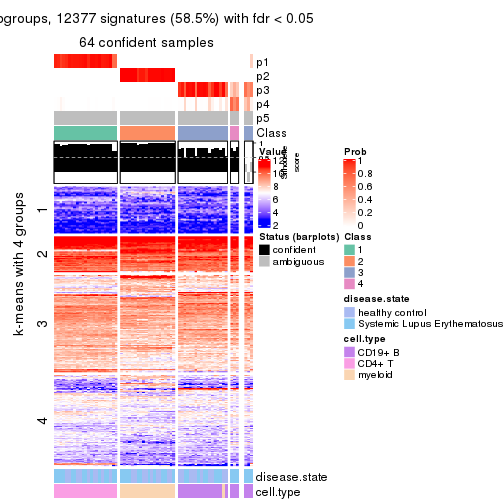 ogroups, 12377 signatures (58.5%) with fdr < 0.05
64 confident samples
p1
p2
p3
p4
p5
Class
1
Silhouette
score
k-means with 4 groups
1
2
3
4
disease.state
cell.type
Value
12
6
4
2
Status (barplots)
confident
ambiguous
Prob
1
0.8
0.6
0.4
0.2
0
Class
1
2
3
4
disease.state
healthy control
Systemic Lupus Erythematosus
cell.type
CD19+ B
CD4+ T
myeloid